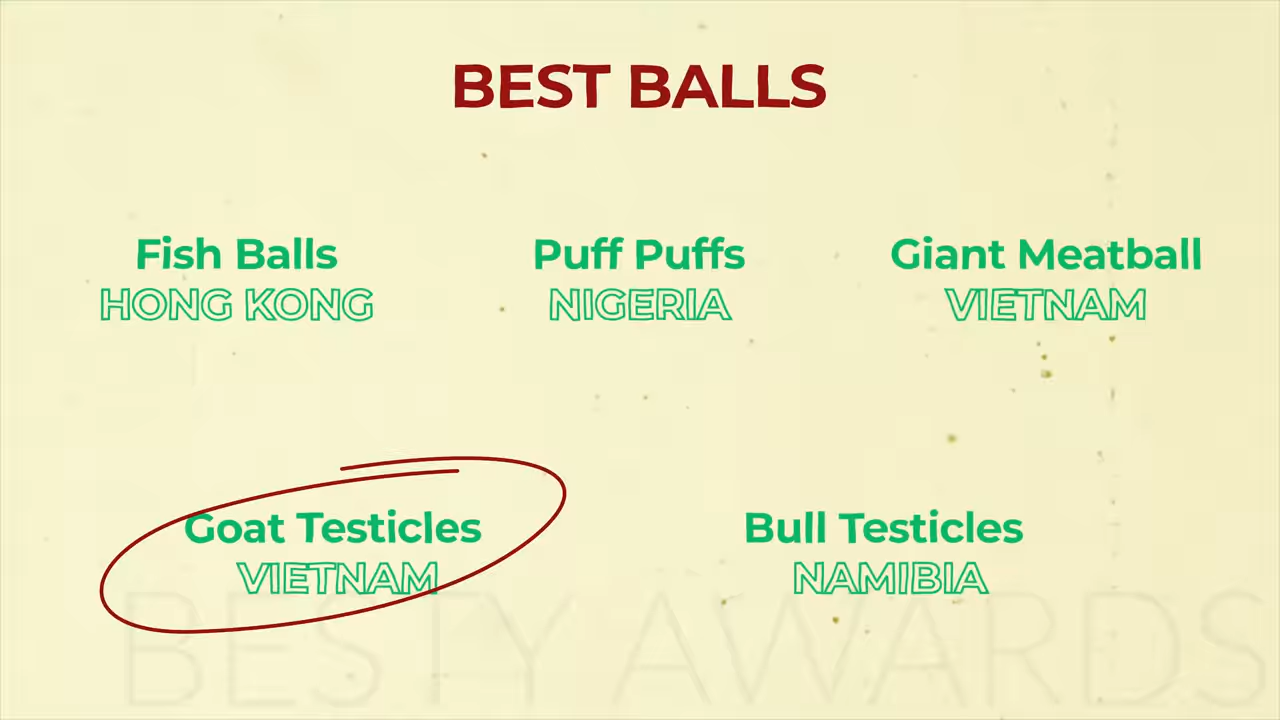 BEST BALLS
Fish Balls
HONG KONG
Puff Puffs
NIGERIA
Giant Meatball
VIETNAM
Goat Testicles
VIETNAM
Bull Testicles
NAMIBIA
BESTY AWARDS